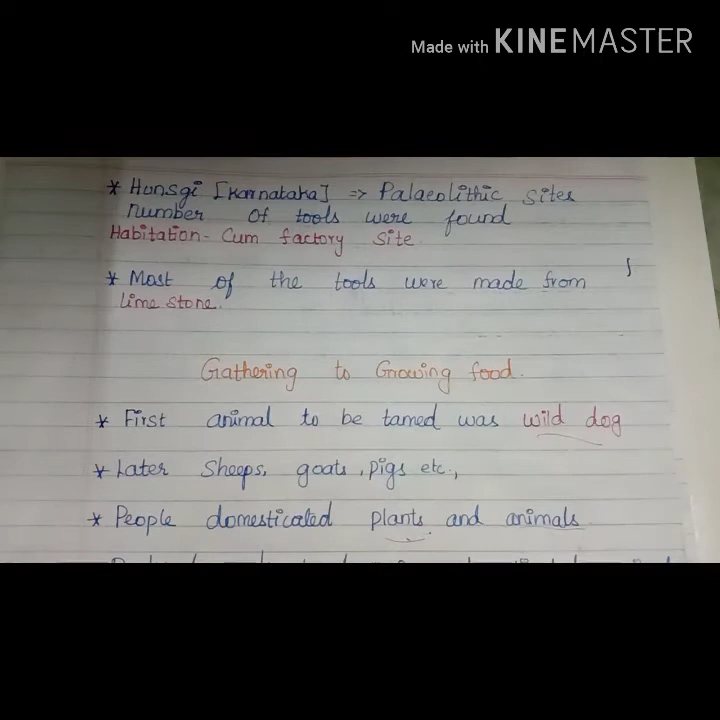 Made with KINEMASTER
* Hunsgi [Karnataka] => Palaeolithic sites
number of tools were found
Habitation - Cum factory site.
* Most of the tools were made from
lime stone.
Gathering to Growing food.
* First animal to be tamed was wild dog
* Later Sheeps, goats, pigs etc.,
* People domesticated plants and animals